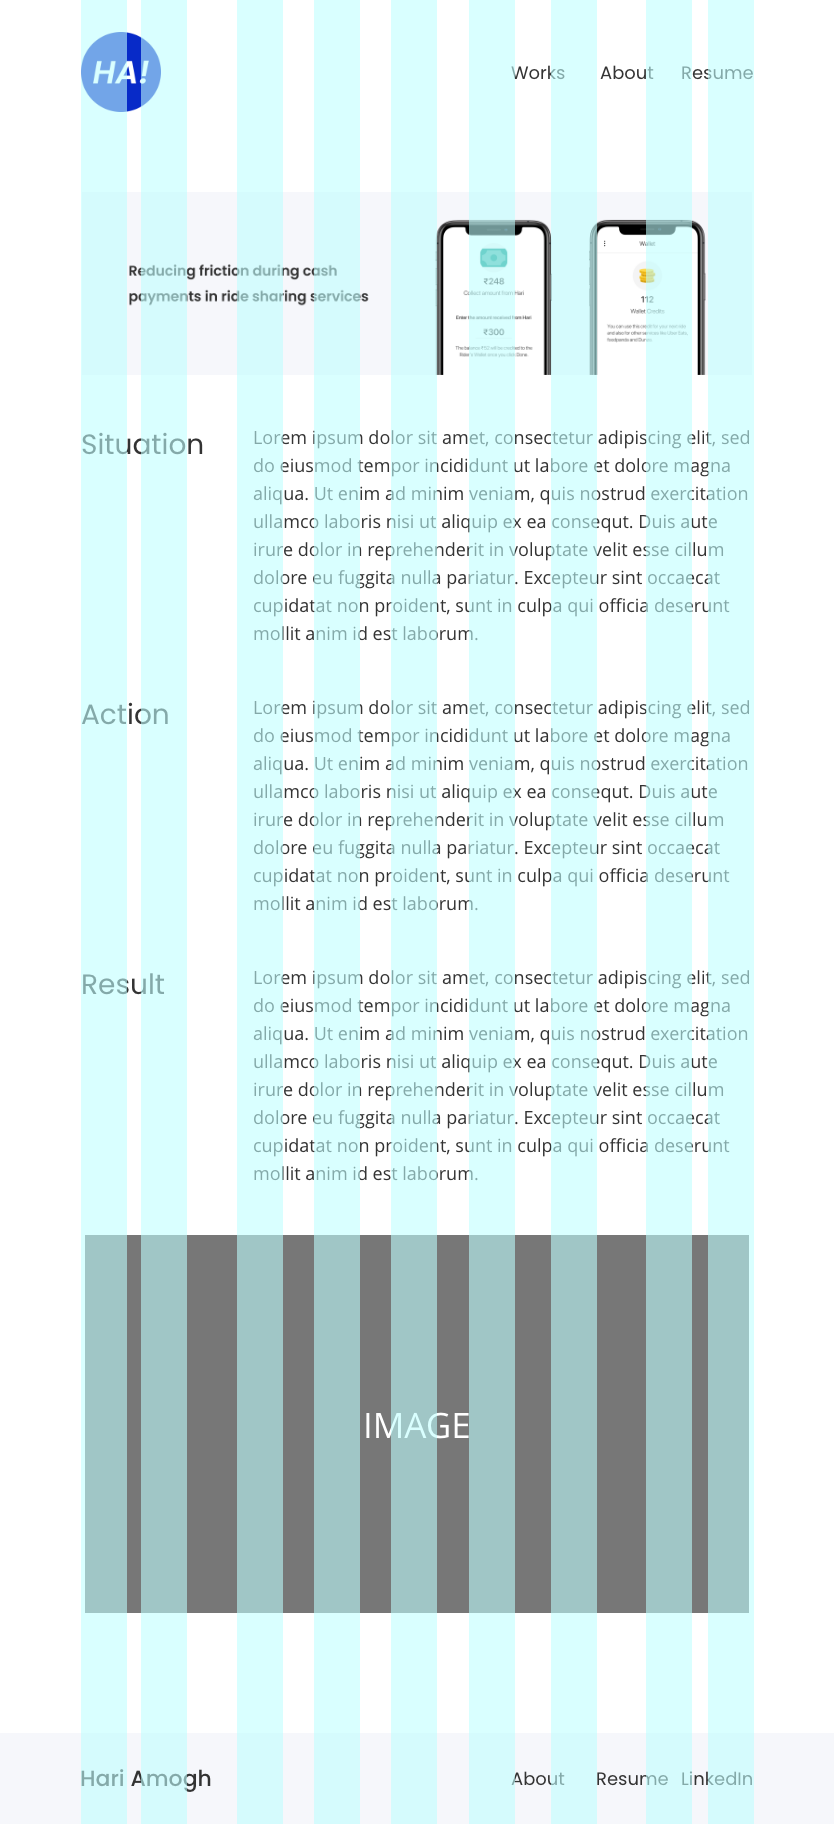 HA!
Works About Resume
Reducing friction during cash
payments in ride sharing services
₹248
Collect amount from Hari
Enter the amount received from Hari
₹300
The balance ₹52 will be credited to the
Rider's Wallet once you click Done.
Wallet
112
Wallet Credits
You can use this credit for your next ride
and also for other services like Uber Eats,
foodpanda and Dunzo.
Situation
Lorem ipsum dolor sit amet, consectetur adipiscing elit, sed
do eiusmod tempor incididunt ut labore et dolore magna
aliqua. Ut enim ad minim veniam, quis nostrud exercitation
ullamco laboris nisi ut aliquip ex ea consequt. Duis aute
irure dolor in reprehenderit in voluptate velit esse cillum
dolore eu fuggita nulla pariatur. Excepteur sint occaecat
cupidatat non proident, sunt in culpa qui officia deserunt
mollit anim id est laborum.
Action
Lorem ipsum dolor sit amet, consectetur adipiscing elit, sed
do eiusmod tempor incididunt ut labore et dolore magna
aliqua. Ut enim ad minim veniam, quis nostrud exercitation
ullamco laboris nisi ut aliquip ex ea consequt. Duis aute
irure dolor in reprehenderit in voluptate velit esse cillum
dolore eu fuggita nulla pariatur. Excepteur sint occaecat
cupidatat non proident, sunt in culpa qui officia deserunt
mollit anim id est laborum.
Result
Lorem ipsum dolor sit amet, consectetur adipiscing elit, sed
do eiusmod tempor incididunt ut labore et dolore magna
aliqua. Ut enim ad minim veniam, quis nostrud exercitation
ullamco laboris nisi ut aliquip ex ea consequt. Duis aute
irure dolor in reprehenderit in voluptate velit esse cillum
dolore eu fuggita nulla pariatur. Excepteur sint occaecat
cupidatat non proident, sunt in culpa qui officia deserunt
mollit anim id est laborum.
IMAGE
Hari Amogh About Resume LinkedIn